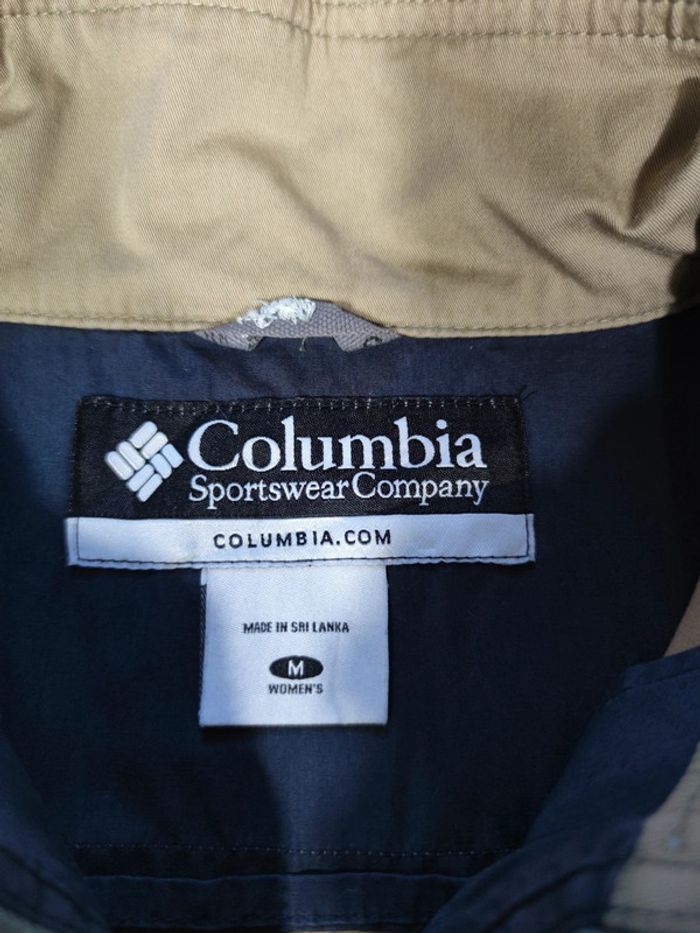 Columbia
Sportswear Company
COLUMBIA.COM
MADE IN SRI LANKA
M
WOMEN'S